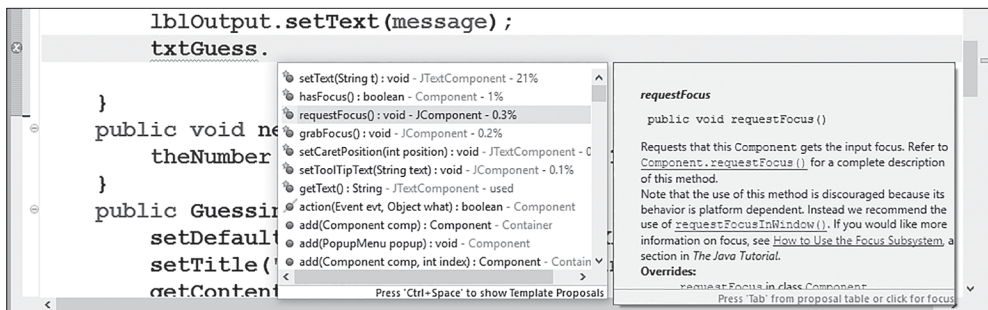 lblOutput.setText(message);
txtGuess.
}
public void ne
theNumber
}
public Guessin
setDefault
setTitle("
getContent
setText(String t) : void - JTextComponent - 21%
hasFocus() : boolean - Component - 1%
requestFocus() : void - JComponent - 0.3%
grabFocus() : void - JComponent - 0.2%
setCaretPosition(int position) : void - JTextComponent - 0
setToolTipText(String text) : void - JComponent - 0.1%
getText() : String - JTextComponent - used
action(Event evt, Object what) : boolean - Component
add(Component comp) : Component - Container
add(PopupMenu popup) : void - Component
add(Component comp, int index) : Component - Contain
Press 'Ctrl+Space' to show Template Proposals
requestFocus
public void requestFocus()
Requests that this Component gets the input focus. Refer to
Component.requestFocus() for a complete description
of this method.
Note that the use of this method is discouraged because its
behavior is platform dependent. Instead we recommend the
use of requestFocusInWindow(). If you would like more
information on focus, see How to Use the Focus Subsystem, a
section in The Java Tutorial.
Overrides:
requestFocus in class Component
Press 'Tab' from proposal table or click for focus